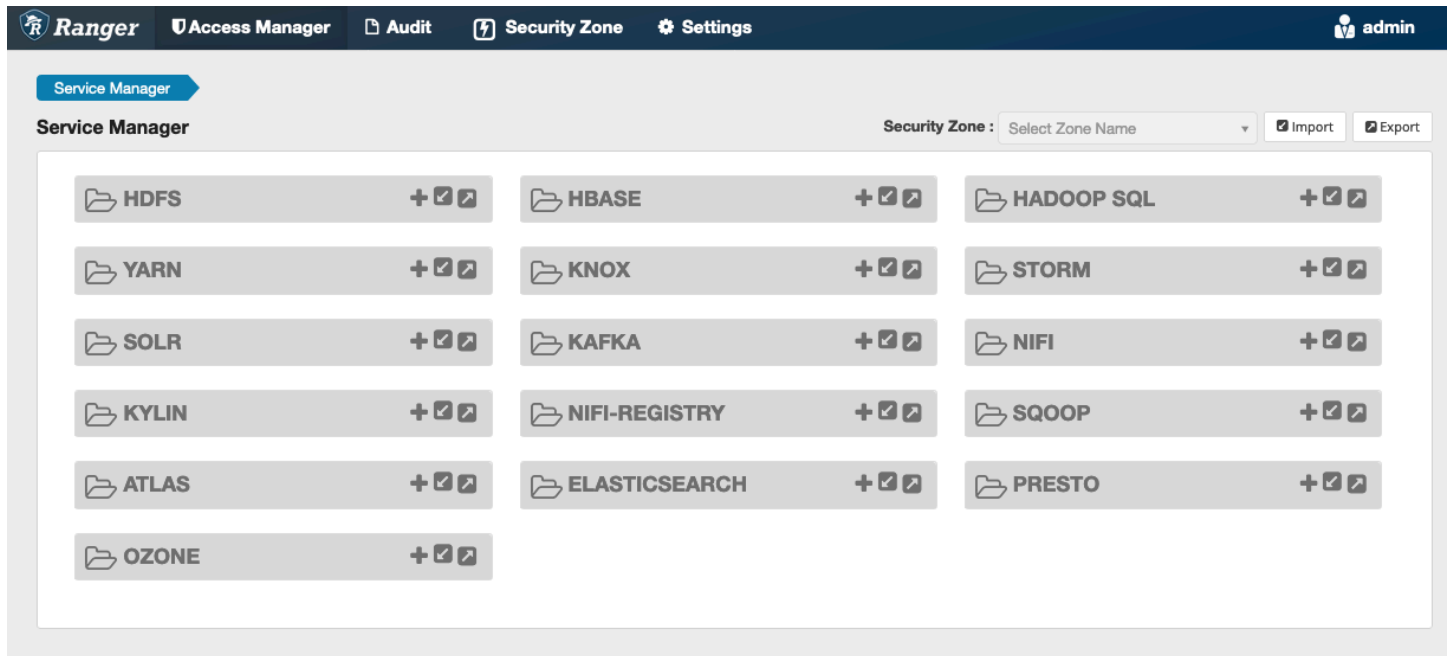 Ranger Access Manager Audit Security Zone Settings admin
Service Manager
Service Manager Security Zone : Select Zone Name Import Export
HDFS HBASE HADOOP SQL
YARN KNOX STORM
SOLR KAFKA NIFI
KYLIN NIFI-REGISTRY SQOOP
ATLAS ELASTICSEARCH PRESTO
OZONE